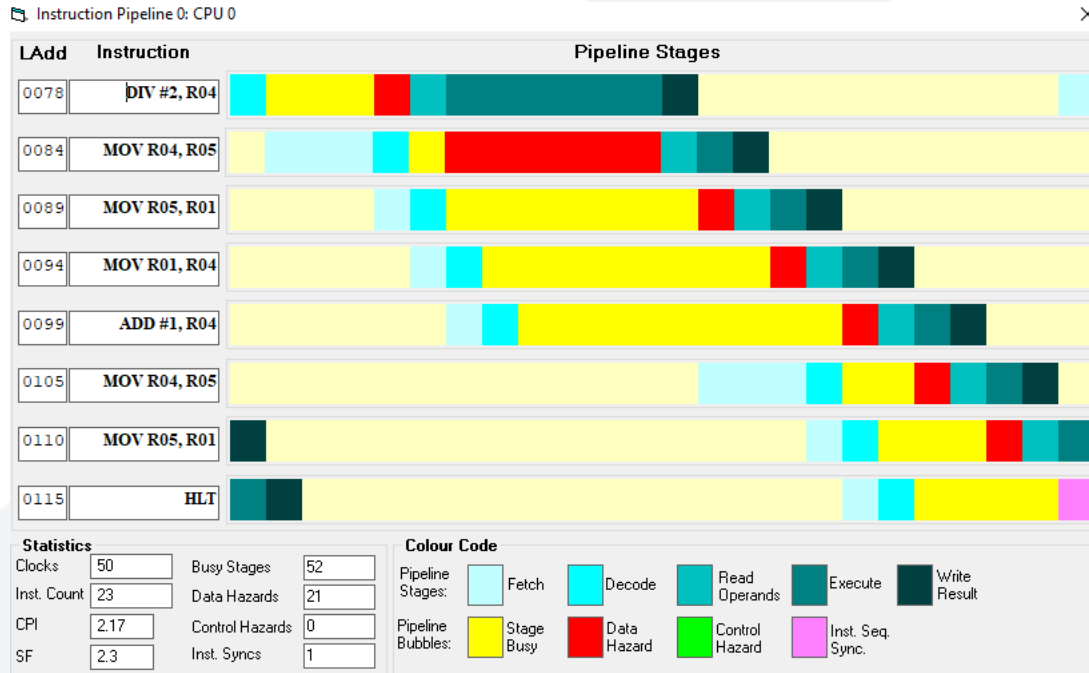 Instruction Pipeline 0: CPU 0
LAdd Instruction Pipeline Stages
0078 DIV #2, R04
0084 MOV R04, R05
0089 MOV R05, R01
0094 MOV R01, R04
0099 ADD #1, R04
0105 MOV R04, R05
0110 MOV R05, R01
0115 HLT
Statistics
Clocks 50 Busy Stages 52
Inst. Count 23 Data Hazards 21
CPI 2.17 Control Hazards 0
SF 2.3 Inst. Syncs 1
Colour Code
Pipeline Stages: Fetch Decode Read Operands Execute Write Result
Pipeline Bubbles: Stage Busy Data Hazard Control Hazard Inst. Seq. Sync.